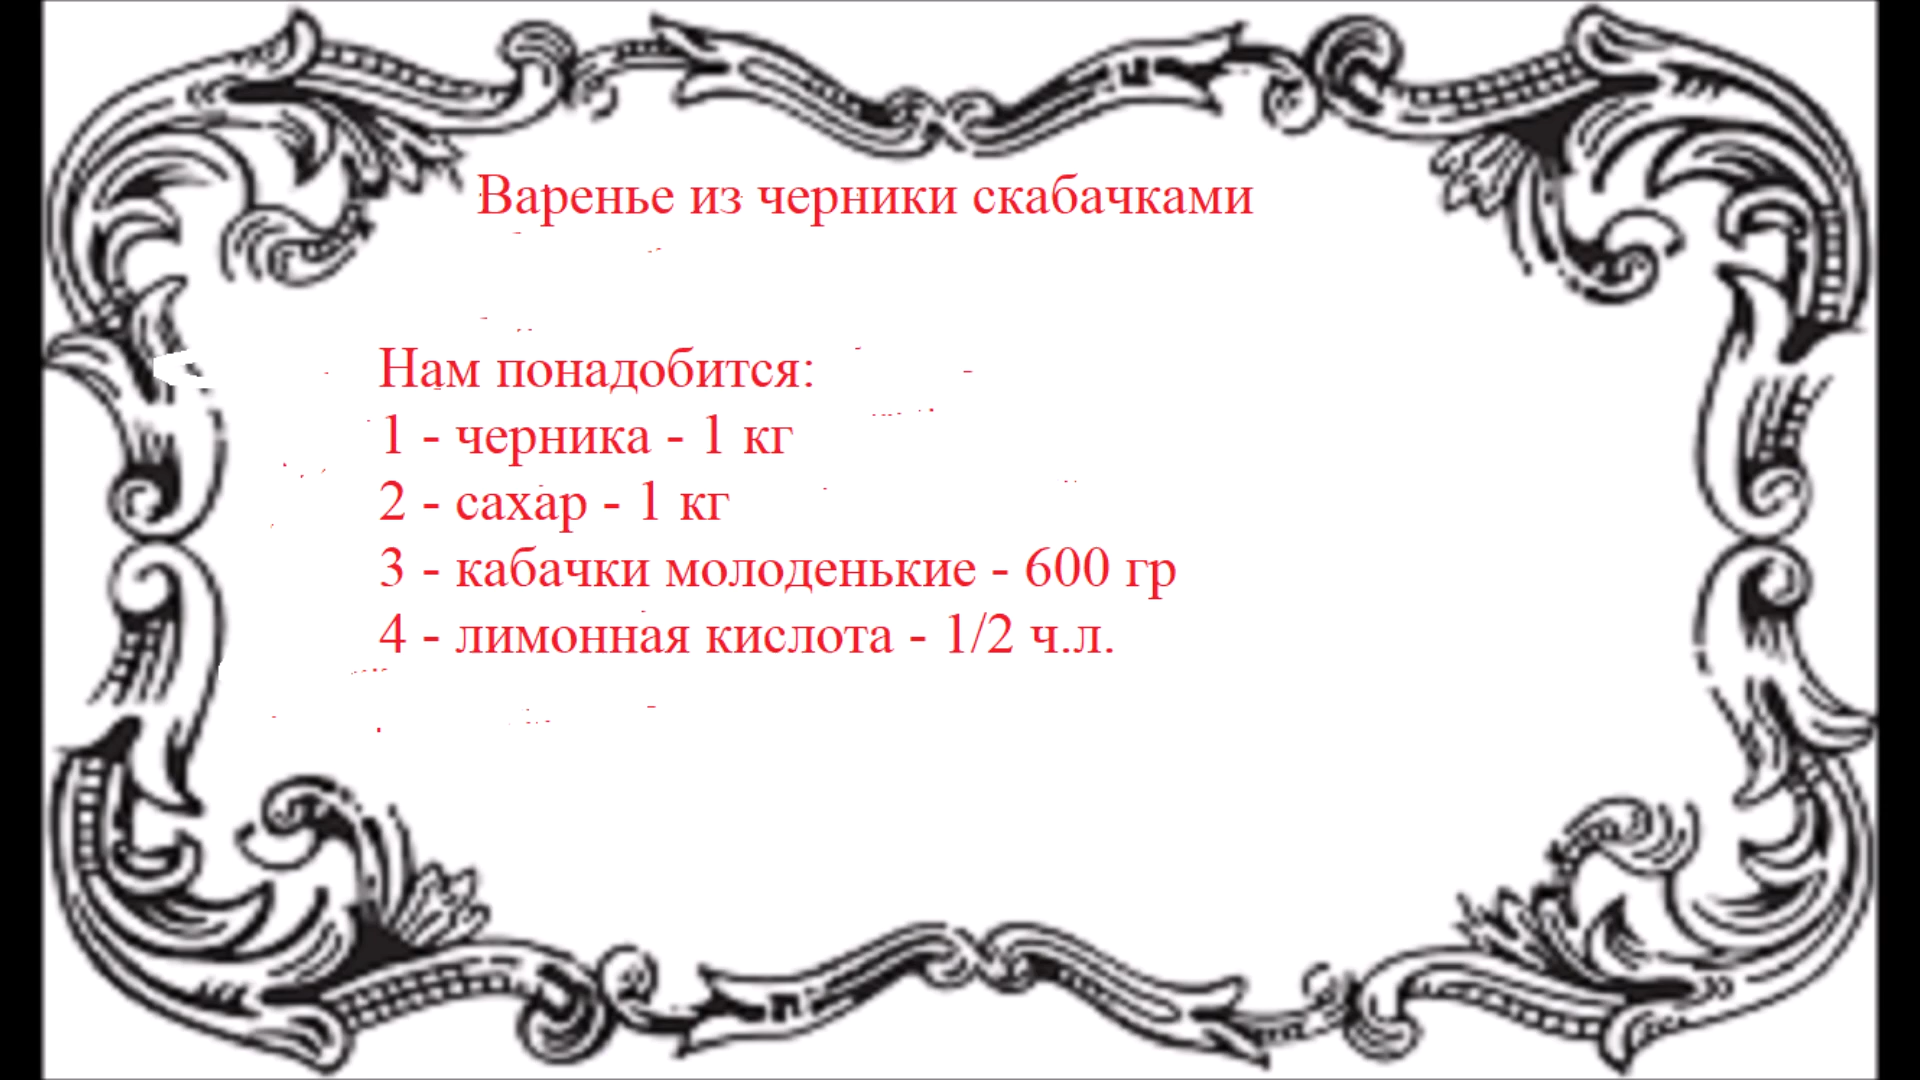 Варенье из черники скабачками
Нам понадобится:
1 - черника - 1 кг
2 - сахар - 1 кг
3 - кабачки молоденькие - 600 гр
4 - лимонная кислота - 1/2 ч.л.